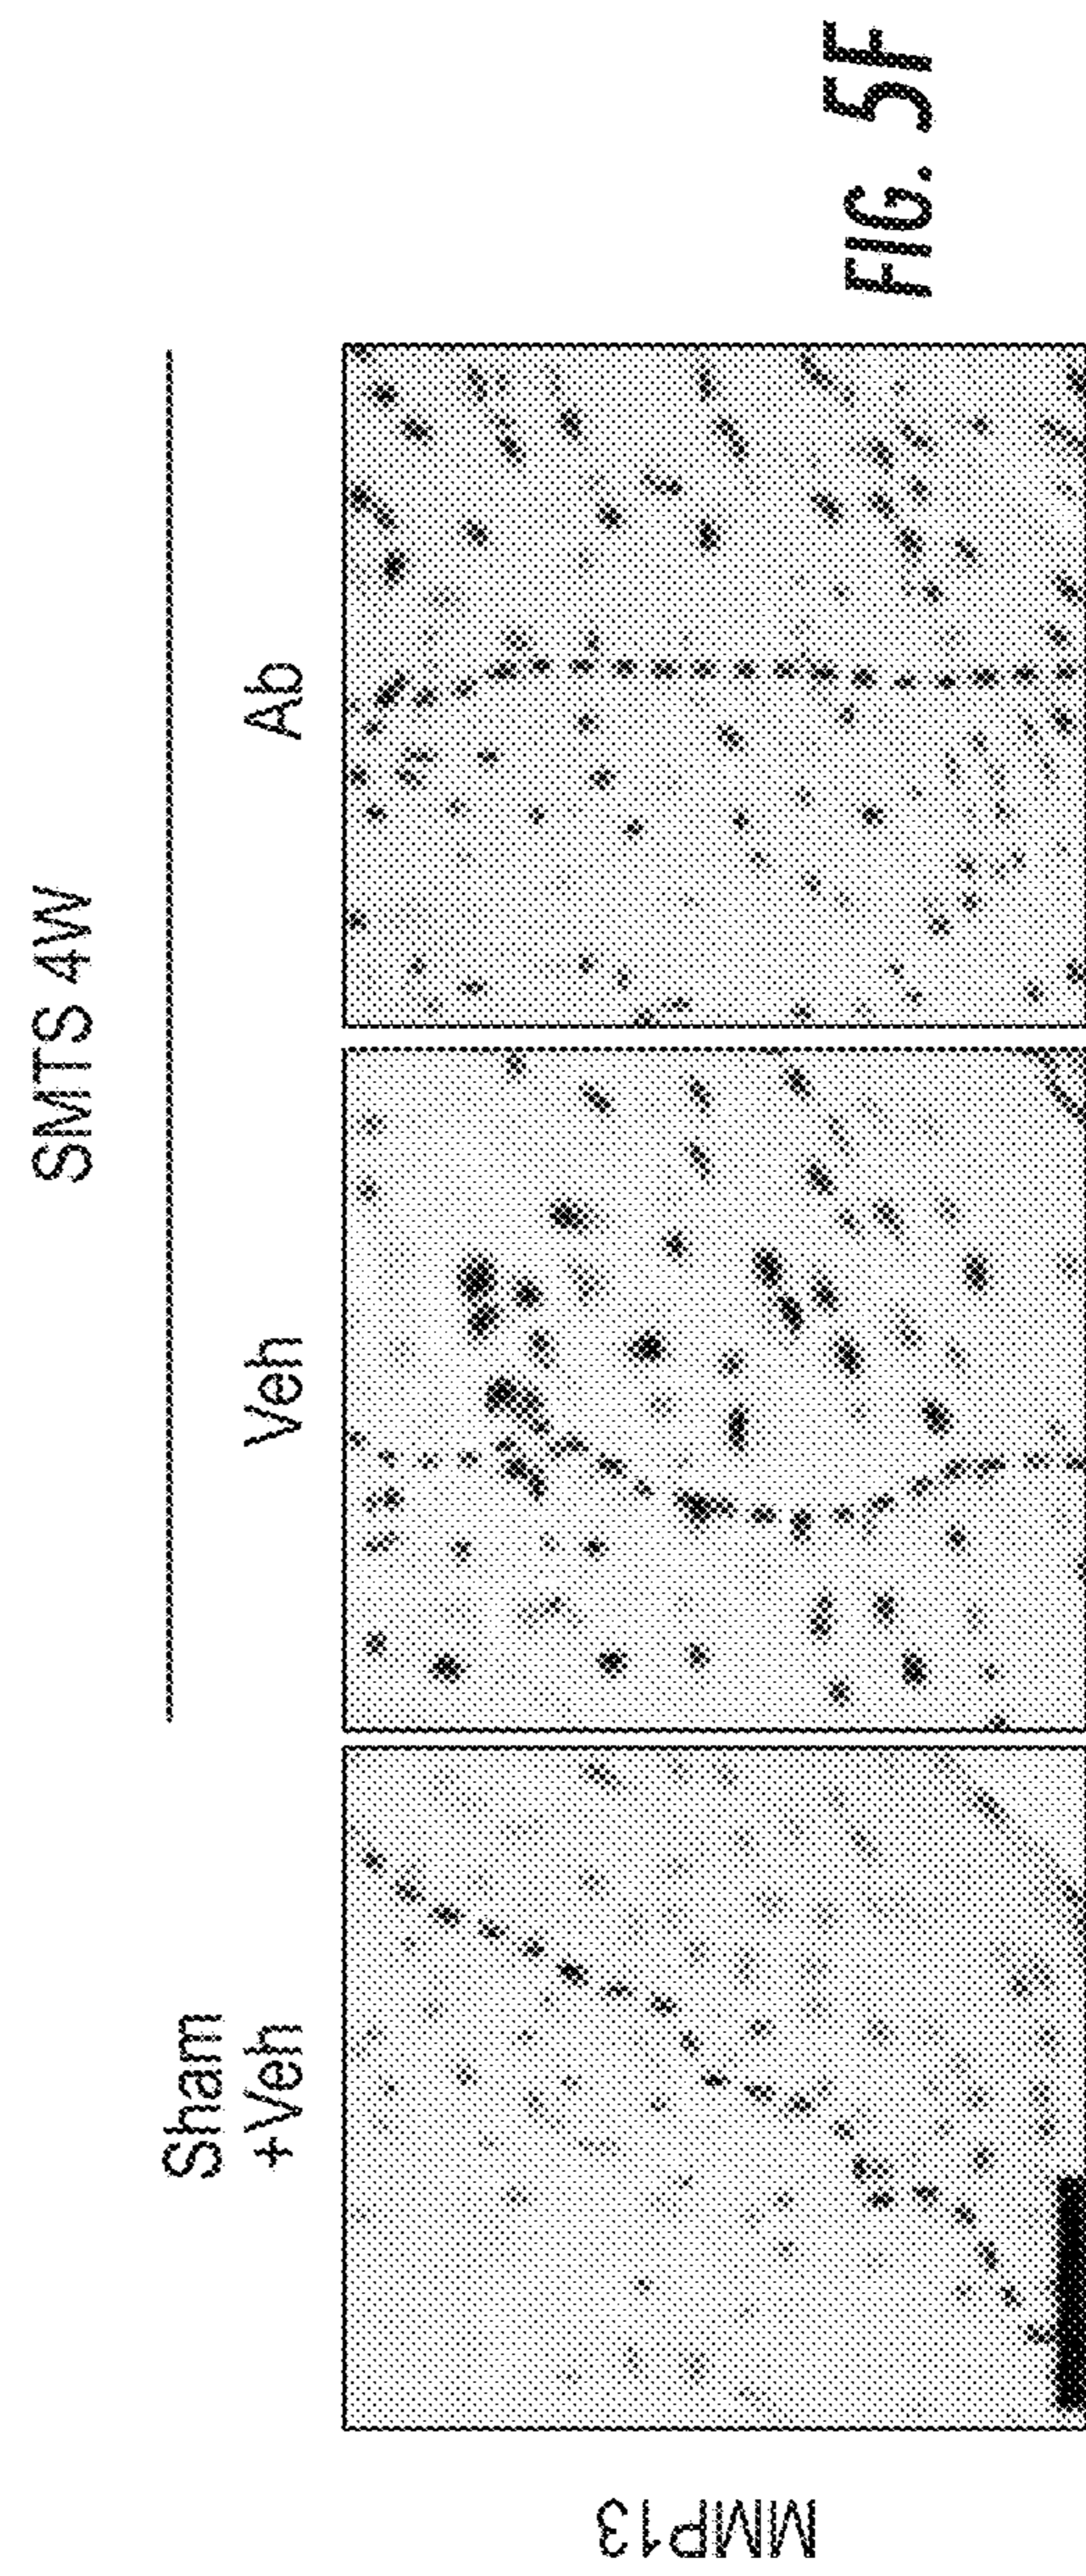 SMTS 4W
Sham
+Veh
Veh
Ab
MMP13
FIG. 5F